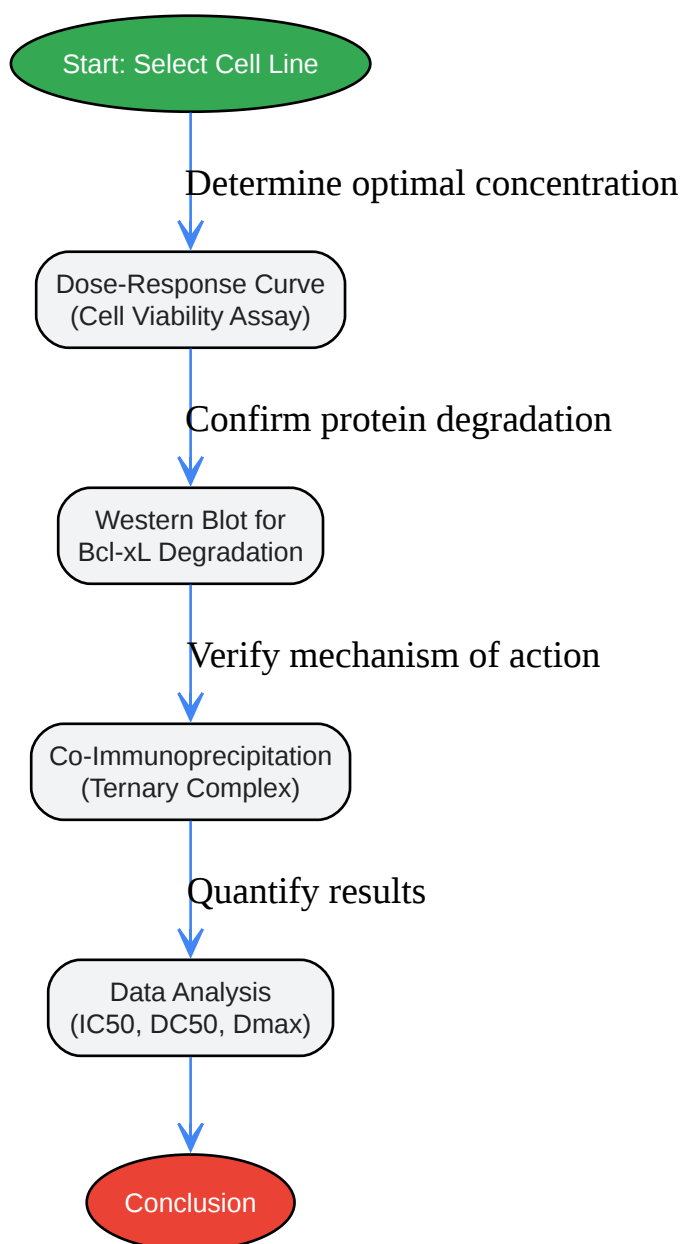 Start: Select Cell Line
Determine optimal concentration
Dose-Response Curve
(Cell Viability Assay)
Confirm protein degradation
Western Blot for
Bcl-xL Degradation
Verify mechanism of action
Co-Immunoprecipitation
(Ternary Complex)
Quantify results
Data Analysis
(IC50, DC50, Dmax)
Conclusion